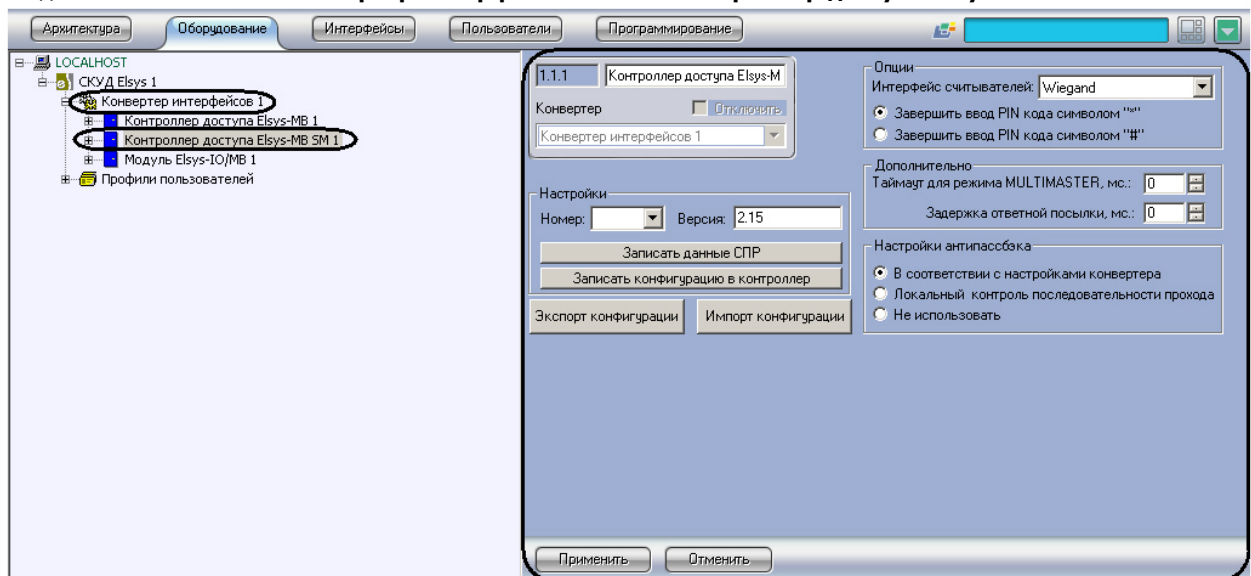 Архитектура Оборудование Интерфейсы Пользователи Программирование
LOCALHOST
СКУД Elsys 1
Конвертер интерфейсов 1
Контроллер доступа Elsys-MB 1
Контроллер доступа Elsys-MB SM 1
Модуль Elsys-IO/MB 1
Профили пользователей
1.1.1 Контроллер доступа Elsys-M
Конвертер Отключить
Конвертер интерфейсов 1
Настройки
Номер: Версия: 2.15
Записать данные СПР
Записать конфигурацию в контроллер
Экспорт конфигурации Импорт конфигурации
Опции
Интерфейс считывателей: Wiegand
Завершить ввод PIN кода символом "*"
Завершить ввод PIN кода символом "#"
Дополнительно
Таймаут для режима MULTIMASTER, мс.: 0
Задержка ответной посылки, мс.: 0
Настройки антипассбэка
В соответствии с настройками конвертера
Локальный контроль последовательности прохода
Не использовать
Применить Отменить